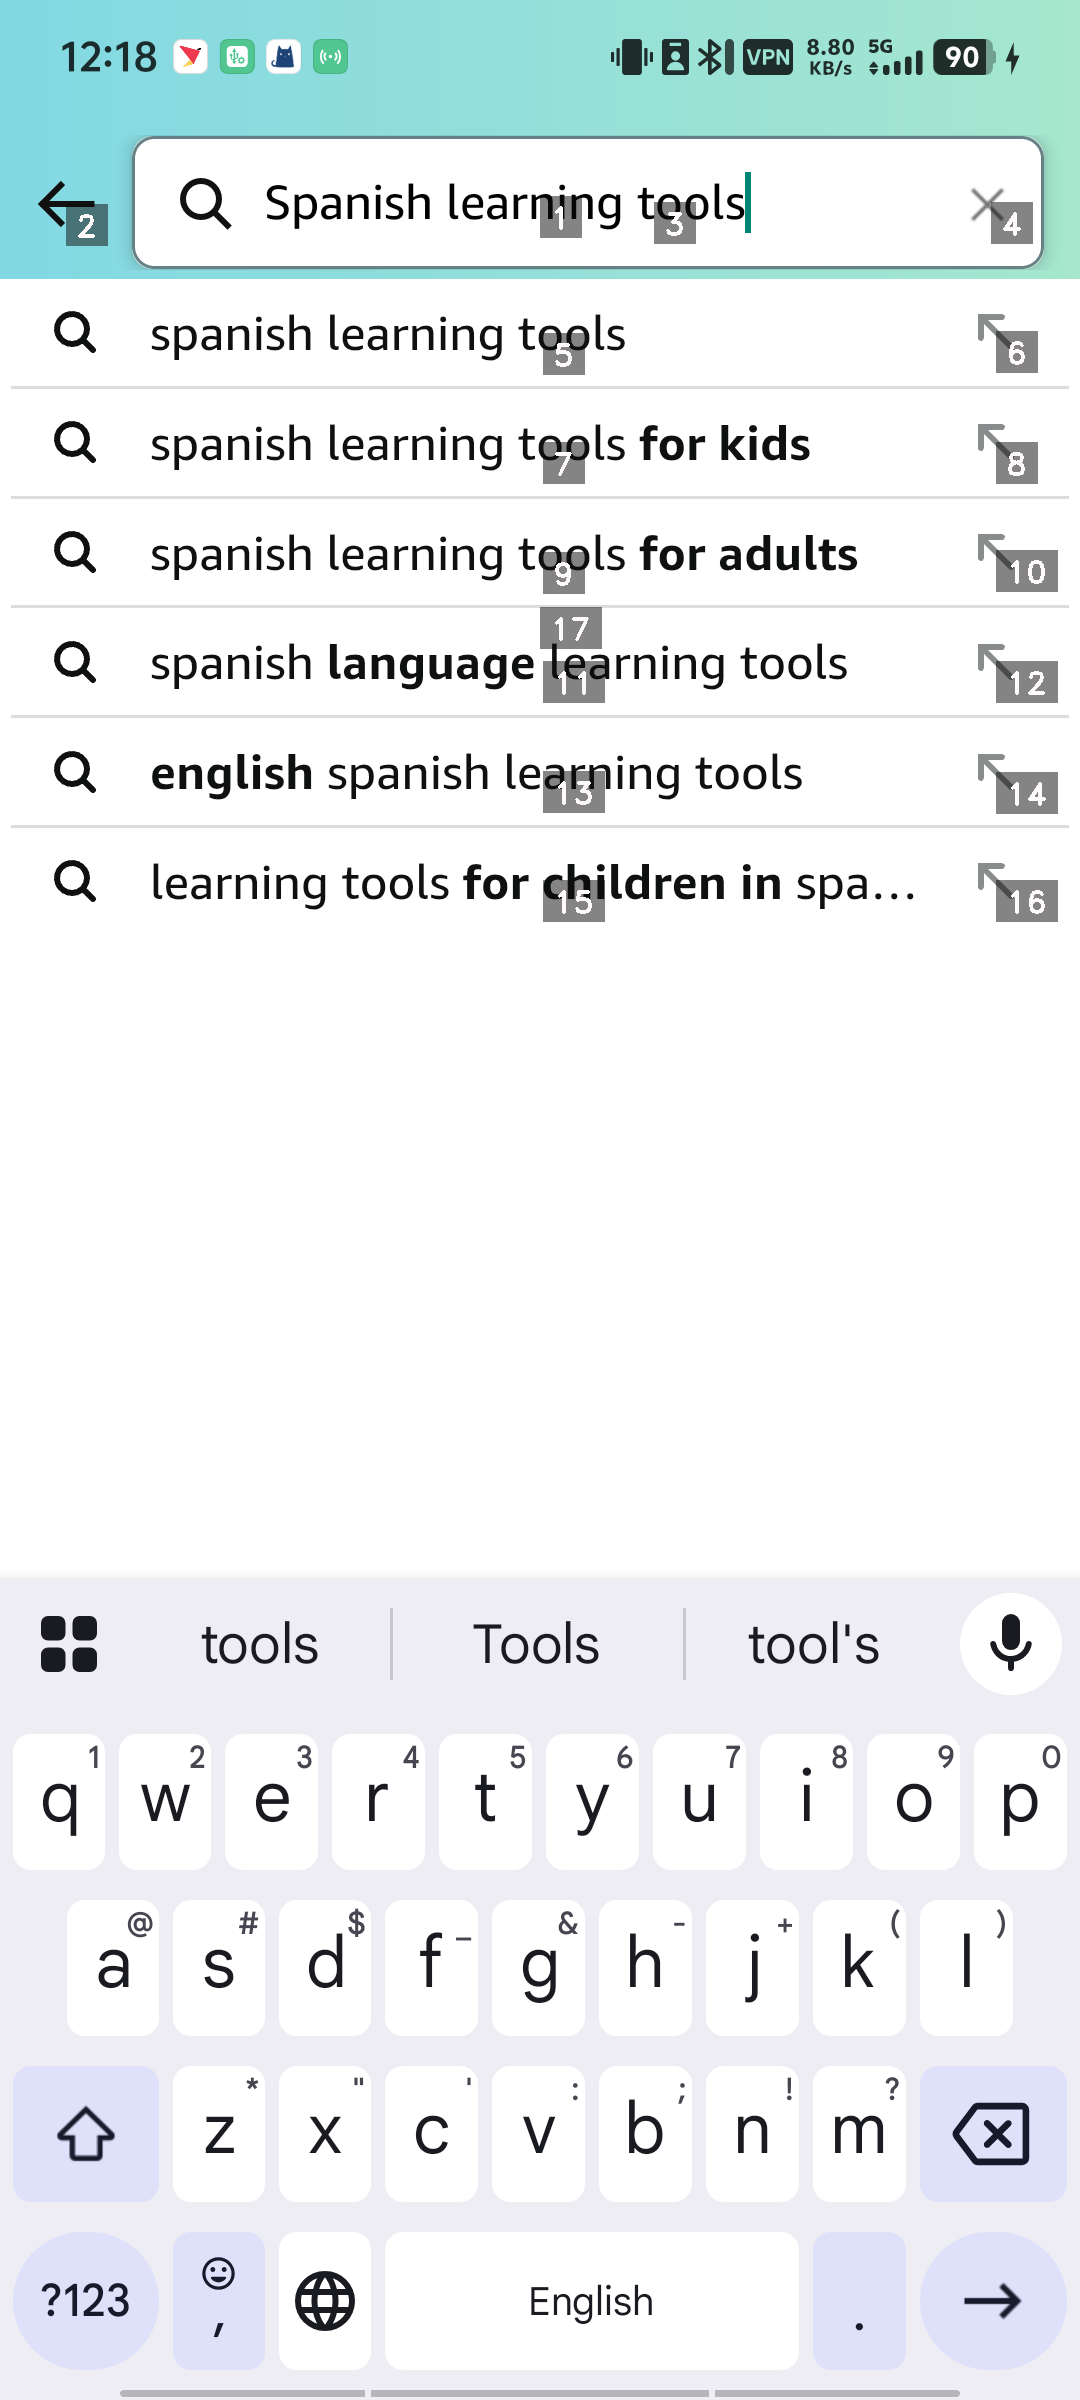 12:18 VPN 8.80 KB/s 5G 90
Spanish learning tools
1 2 3 4
spanish learning tools
5 6
spanish learning tools for kids
7 8
spanish learning tools for adults
9 10
17
spanish language learning tools
11 12
english spanish learning tools
13 14
learning tools for children in spa...
15 16
tools Tools tool's
1 2 3 4 5 6 7 8 9 0
q w e r t y u i o p
@ # $ _ & - + ( )
a s d f g h j k l
* " ' : ; ! ?
z x c v b n m
?123 , English .